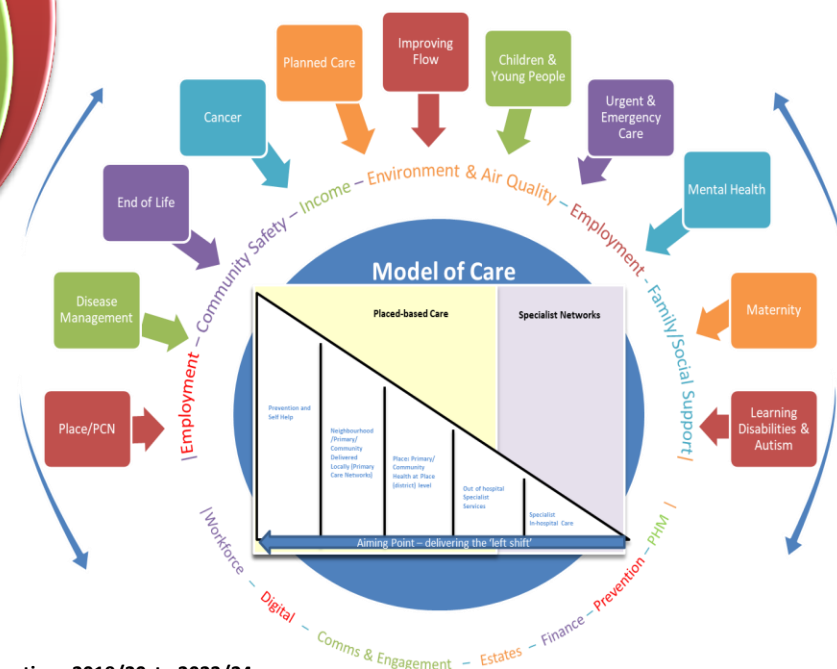 Improving
Flow
Planned Care
Children &
Young People
Cancer
Urgent &
Emergency
Care
End of Life
Mental Health
Disease
Management
Maternity
Place/PCN
Learning
Disabilities &
Autism
|Employment – Community Safety – Income – Environment & Air Quality – Employment – Family/Social Support|
Model of Care
Placed-based Care
Specialist Networks
Prevention and
Self Help
Neighbourhood
/Primary/
Community
Delivered
Locally (Primary
Care Networks)
Place: Primary/
Community
Health at Place
(district) level
Out of hospital
Specialist
Services
Specialist
In-hospital Care
Aiming Point – delivering the 'left shift'
|Workforce – Digital – Comms & Engagement – Estates – Finance – Prevention – PHM |